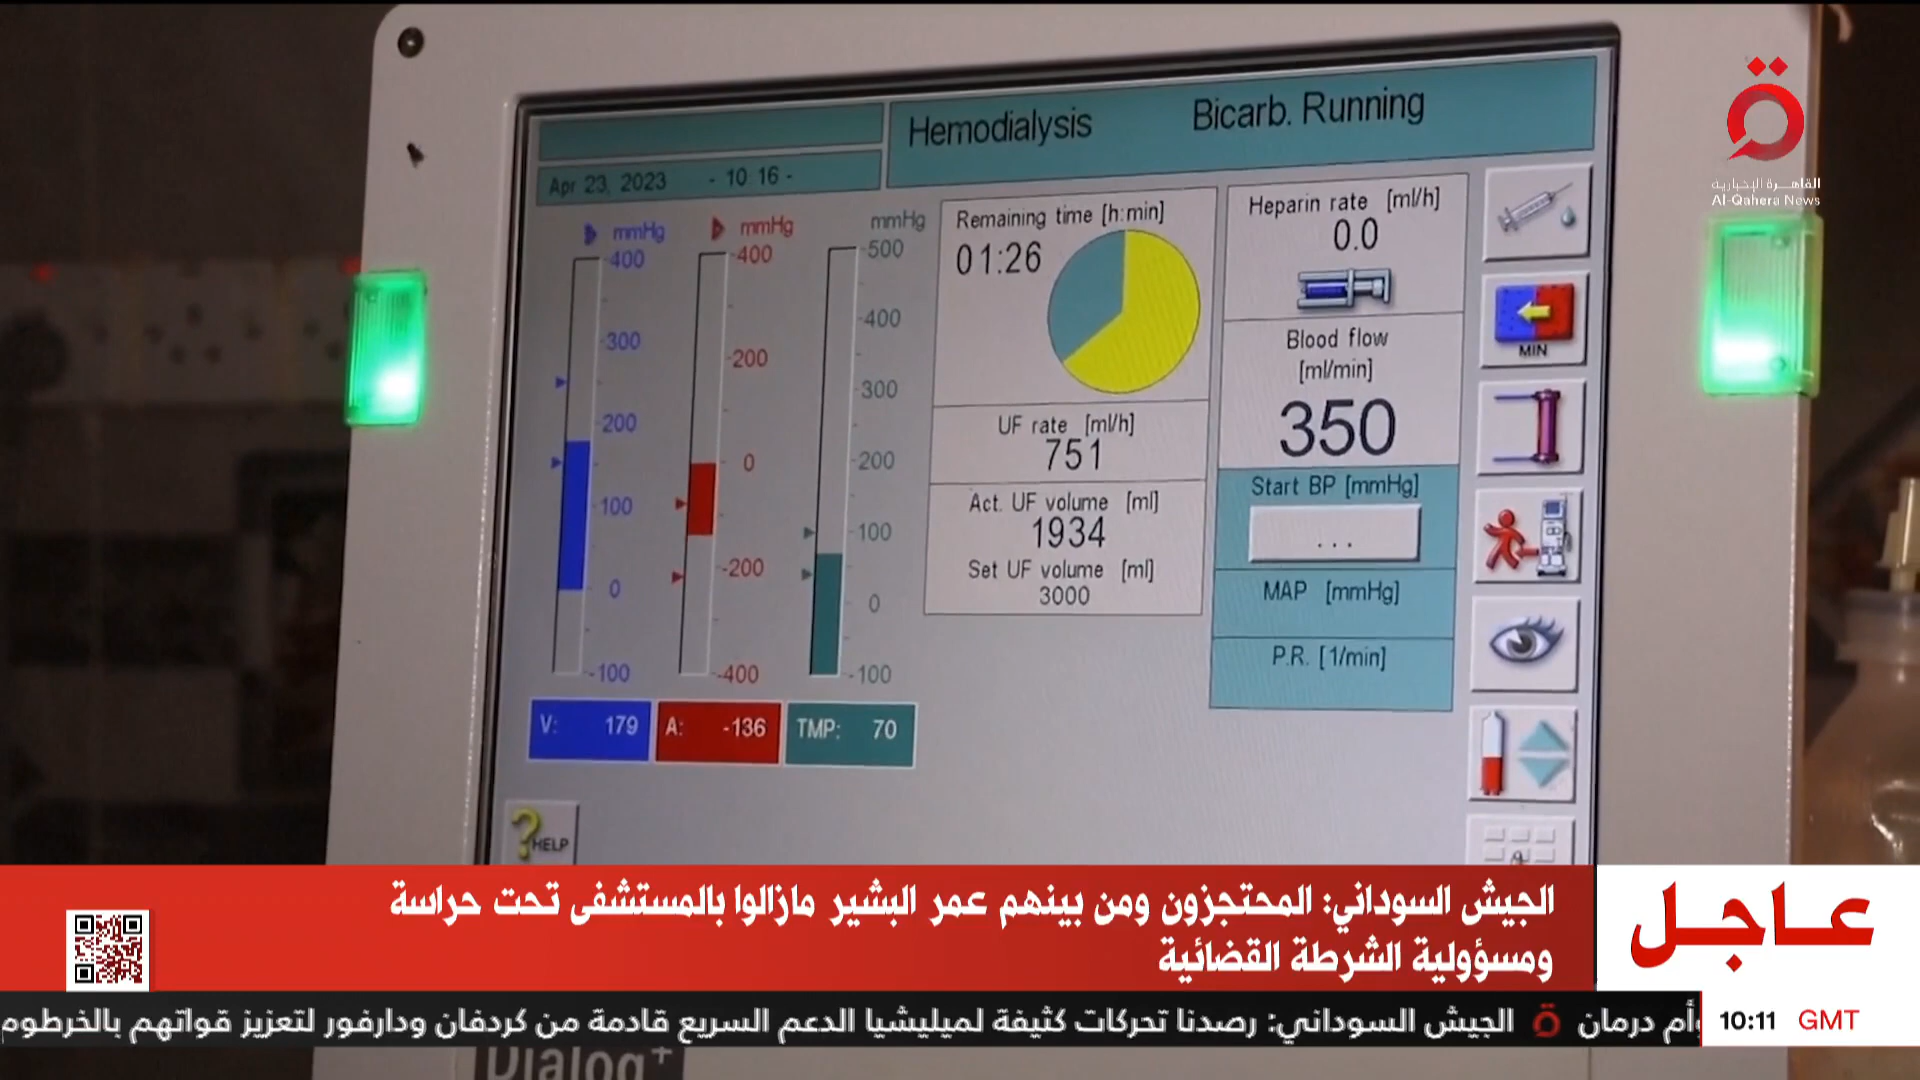 Hemodialysis Bicarb. Running
Apr 23, 2023 - 10 16 -
mmHg mmHg mmHg
400 400 500
300 200 400
200 0 300
100 -200 200
0 -400 100
-100 0
-100
V: 179 A: -136 TMP: 70
Remaining time [h:min]
01:26
UF rate [ml/h]
751
Act. UF volume [ml]
1934
Set UF volume [ml]
3000
Heparin rate [ml/h]
0.0
Blood flow
[ml/min]
350
Start BP [mmHg]
...
MAP [mmHg]
P.R. [1/min]
MIN
? HELP
القاهرة الإخبارية
Al-Qahera News
عاجل
الجيش السوداني: المحتجزون ومن بينهم عمر البشير مازالوا بالمستشفى تحت حراسة
ومسؤولية الشرطة القضائية
وأم درمان الجيش السوداني: رصدنا تحركات كثيفة لميليشيا الدعم السريع قادمة من كردفان ودارفور لتعزيز قواتهم بالخرطوم
10:11 GMT
Dialog+